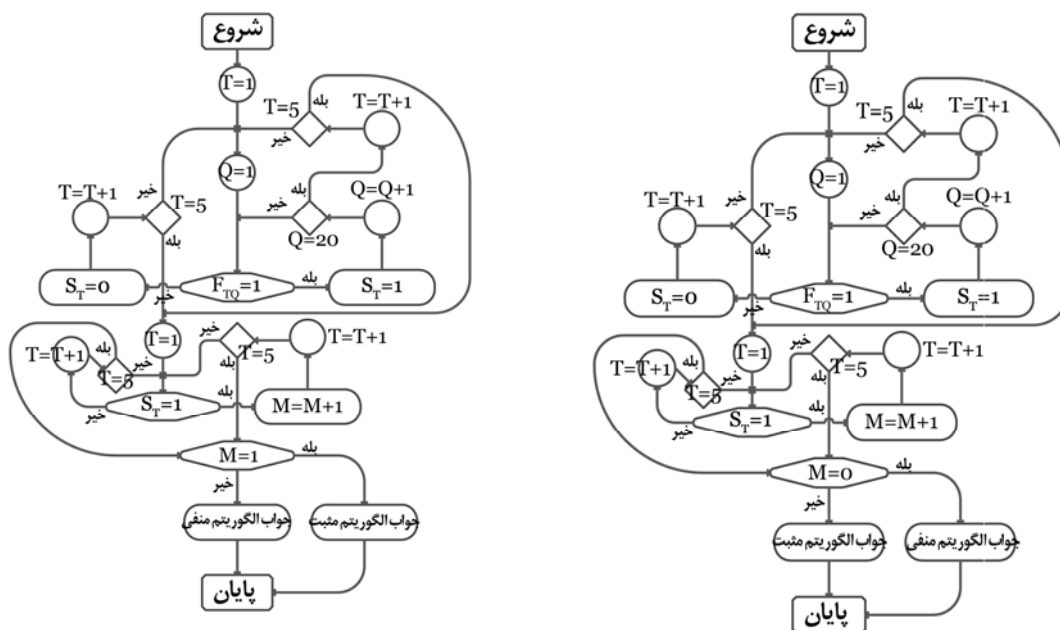 شروع
T=1
بله
T=5
T=T+1
خیر
Q=1
خیر
بله
Q=Q+1
T=T+1
T=5
خیر
Q=20
بله
S_T=0
F_TQ=1
بله
S_T=1
خیر
T=1
خیر
T=T+1
بله
T=T+1
خیر
T=5
بله
T=5
S_T=1
بله
M=M+1
خیر
M=1
بله
خیر
جواب الگوریتم منفی
جواب الگوریتم مثبت
پایان
شروع
T=1
بله
T=5
T=T+1
خیر
Q=1
خیر
بله
Q=Q+1
T=T+1
T=5
خیر
Q=20
بله
S_T=0
F_TQ=1
بله
S_T=1
خیر
T=1
خیر
T=T+1
بله
T=T+1
خیر
T=5
بله
T=5
S_T=1
بله
M=M+1
خیر
M=0
بله
خیر
جواب الگوریتم مثبت
جواب الگوریتم منفی
پایان